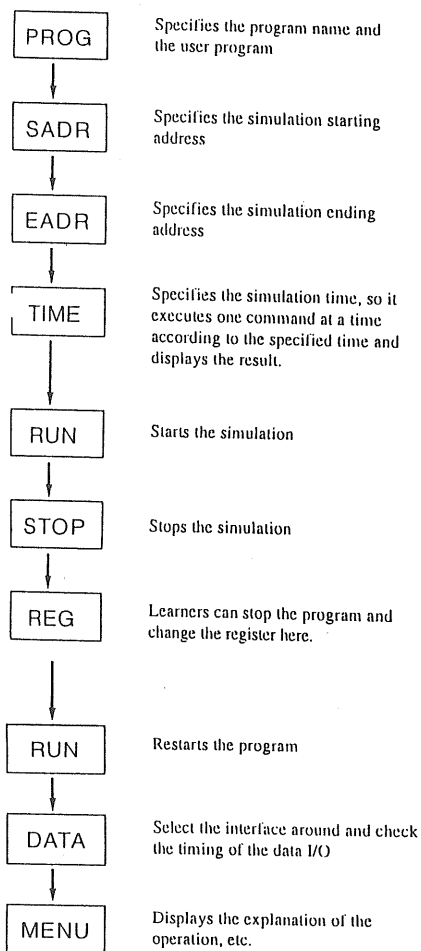 PROG
Specifies the program name and
the user program
SADR
Specifies the simulation starting
address
EADR
Specifies the simulation ending
address
TIME
Specifies the simulation time, so it
executes one command at a time
according to the specified time and
displays the result.
RUN
Starts the simulation
STOP
Stops the simulation
REG
Learners can stop the program and
change the register here.
RUN
Restarts the program
DATA
Select the interface around and check
the timing of the data I/O
MENU
Displays the explanation of the
operation, etc.